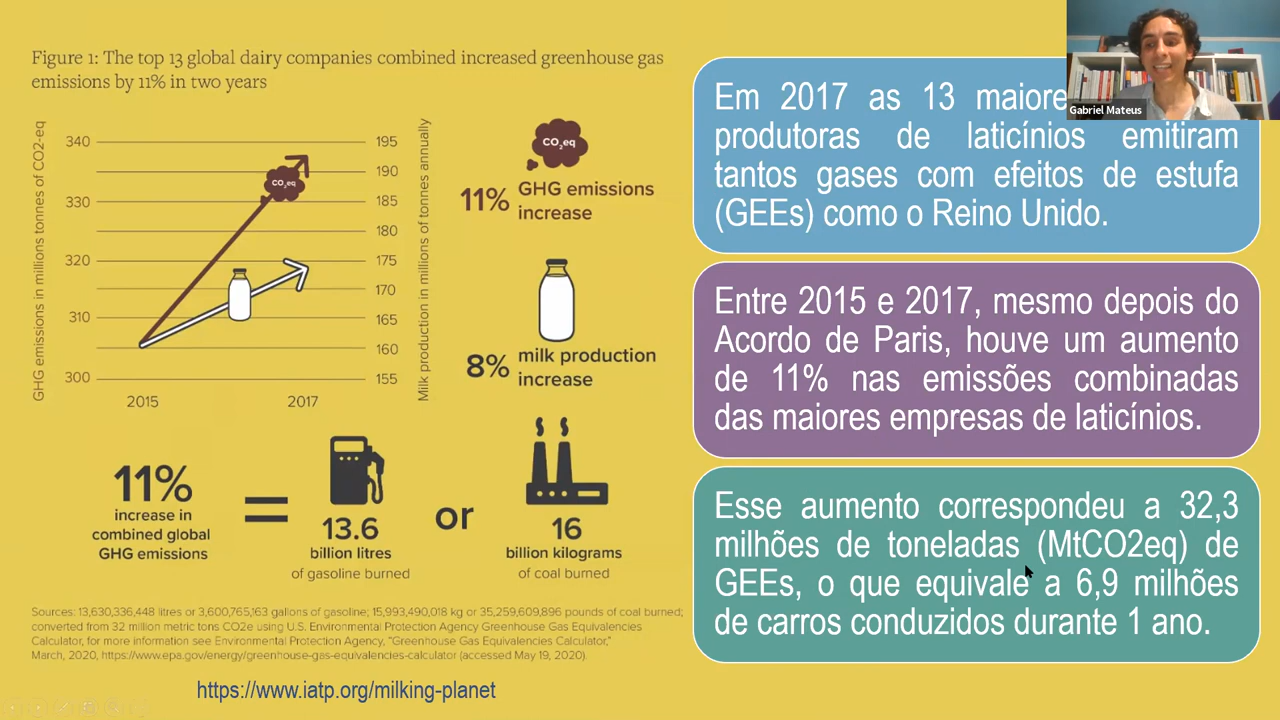 Figure 1: The top 13 global dairy companies combined increased greenhouse gas
emissions by 11% in two years
GHG emissions in millions tonnes of CO2-eq
340
330
320
310
300
2015
2017
195
190
185
180
175
170
165
160
155
Milk production in millions of tonnes annually
CO2eq
CO2eq
11% GHG emissions
increase
8% milk production
increase
11%
increase in
combined global
GHG emissions
=
13.6
billion litres
of gasoline burned
or
16
billion kilograms
of coal burned
Sources: 13,630,336,448 litres or 3,600,765,163 gallons of gasoline; 15,993,490,018 kg or 35,259,609,896 pounds of coal burned;
converted from 32 million metric tons CO2e using U.S. Environmental Protection Agency Greenhouse Gas Equivalencies
Calculator, for more information see Environmental Protection Agency, "Greenhouse Gas Equivalencies Calculator,"
March, 2020, https://www.epa.gov/energy/greenhouse-gas-equivalencies-calculator (accessed May 19, 2020).
https://www.iatp.org/milking-planet
Gabriel Mateus
Em 2017 as 13 maiore
produtoras de laticínios emitiram
tantos gases com efeitos de estufa
(GEEs) como o Reino Unido.
Entre 2015 e 2017, mesmo depois do
Acordo de Paris, houve um aumento
de 11% nas emissões combinadas
das maiores empresas de laticínios.
Esse aumento correspondeu a 32,3
milhões de toneladas (MtCO2eq) de
GEEs, o que equivale a 6,9 milhões
de carros conduzidos durante 1 ano.